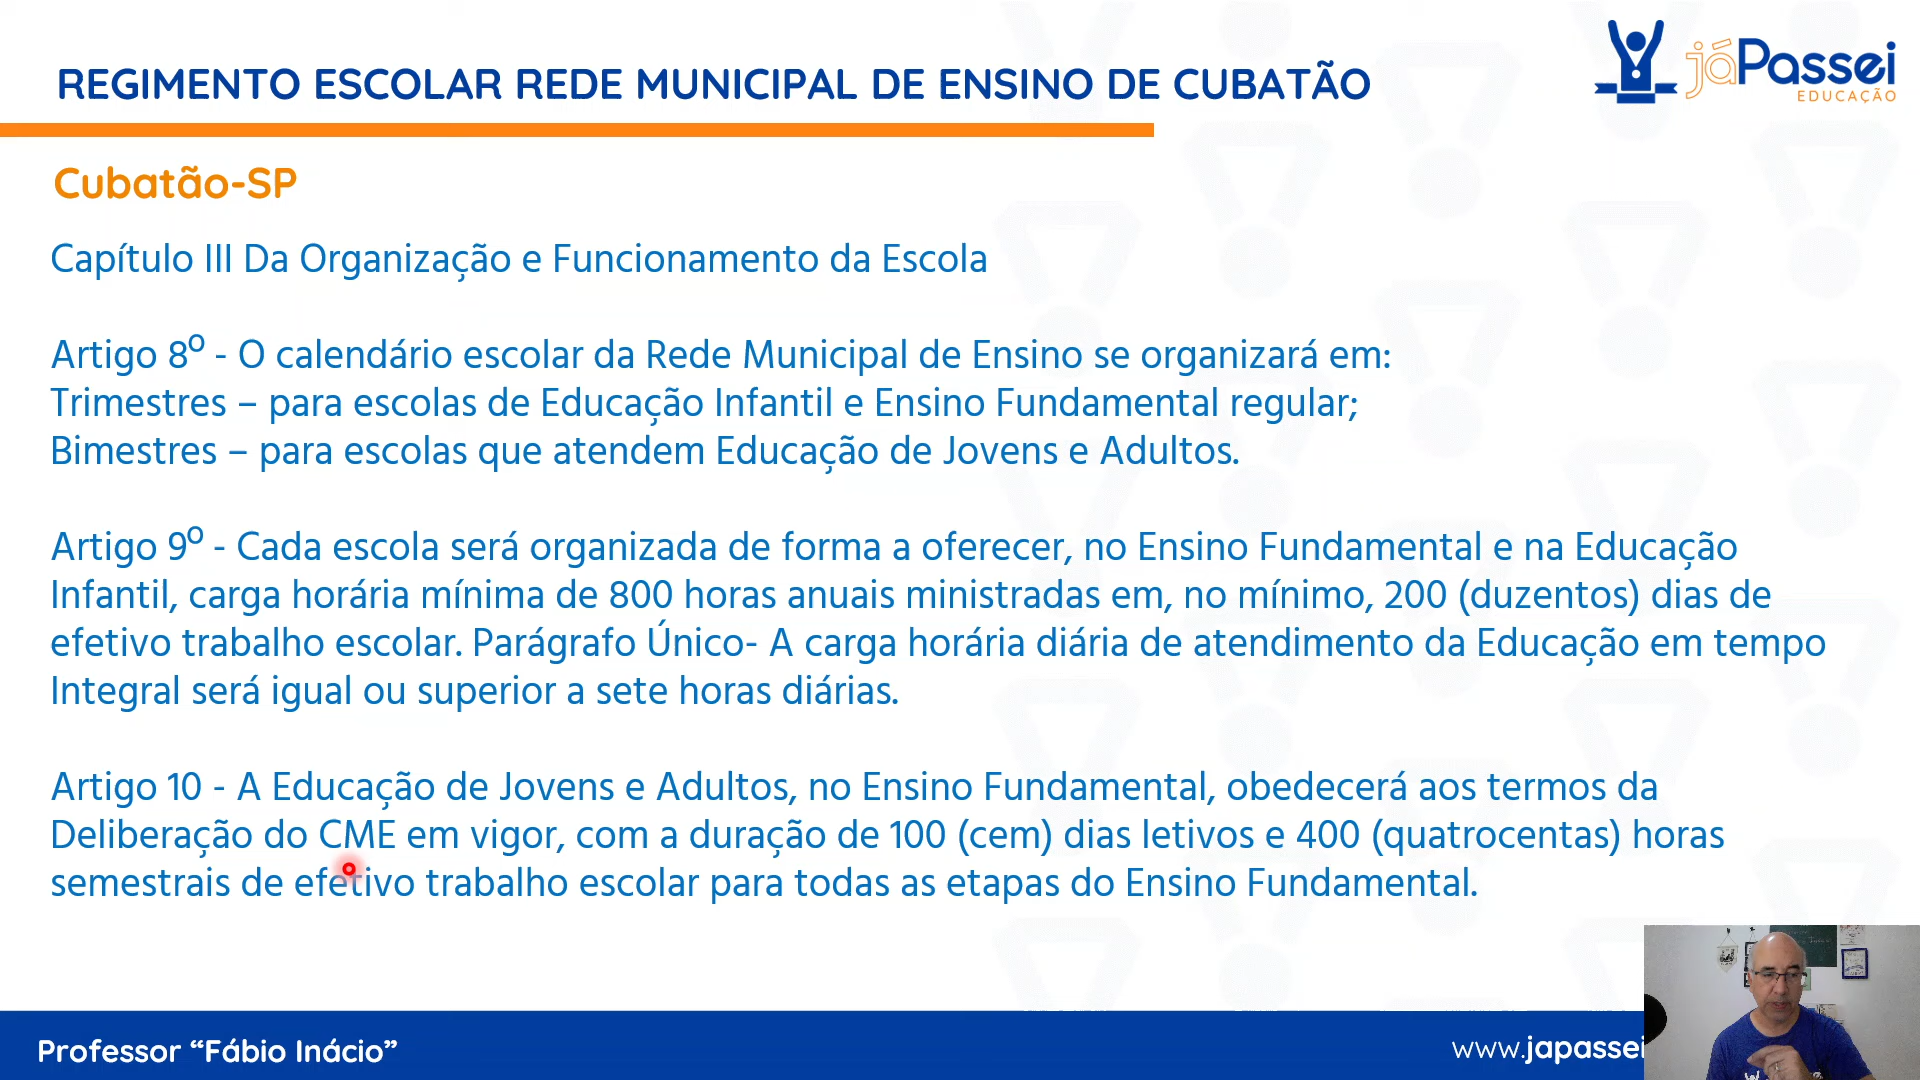 REGIMENTO ESCOLAR REDE MUNICIPAL DE ENSINO DE CUBATÃO
jáPassei
EDUCAÇÃO
Cubatão-SP
Capítulo III Da Organização e Funcionamento da Escola
Artigo 8º - O calendário escolar da Rede Municipal de Ensino se organizará em:
Trimestres – para escolas de Educação Infantil e Ensino Fundamental regular;
Bimestres – para escolas que atendem Educação de Jovens e Adultos.
Artigo 9º - Cada escola será organizada de forma a oferecer, no Ensino Fundamental e na Educação
Infantil, carga horária mínima de 800 horas anuais ministradas em, no mínimo, 200 (duzentos) dias de
efetivo trabalho escolar. Parágrafo Único- A carga horária diária de atendimento da Educação em tempo
Integral será igual ou superior a sete horas diárias.
Artigo 10 - A Educação de Jovens e Adultos, no Ensino Fundamental, obedecerá aos termos da
Deliberação do CME em vigor, com a duração de 100 (cem) dias letivos e 400 (quatrocentas) horas
semestrais de efetivo trabalho escolar para todas as etapas do Ensino Fundamental.
Professor “Fábio Inácio”
www.japassei